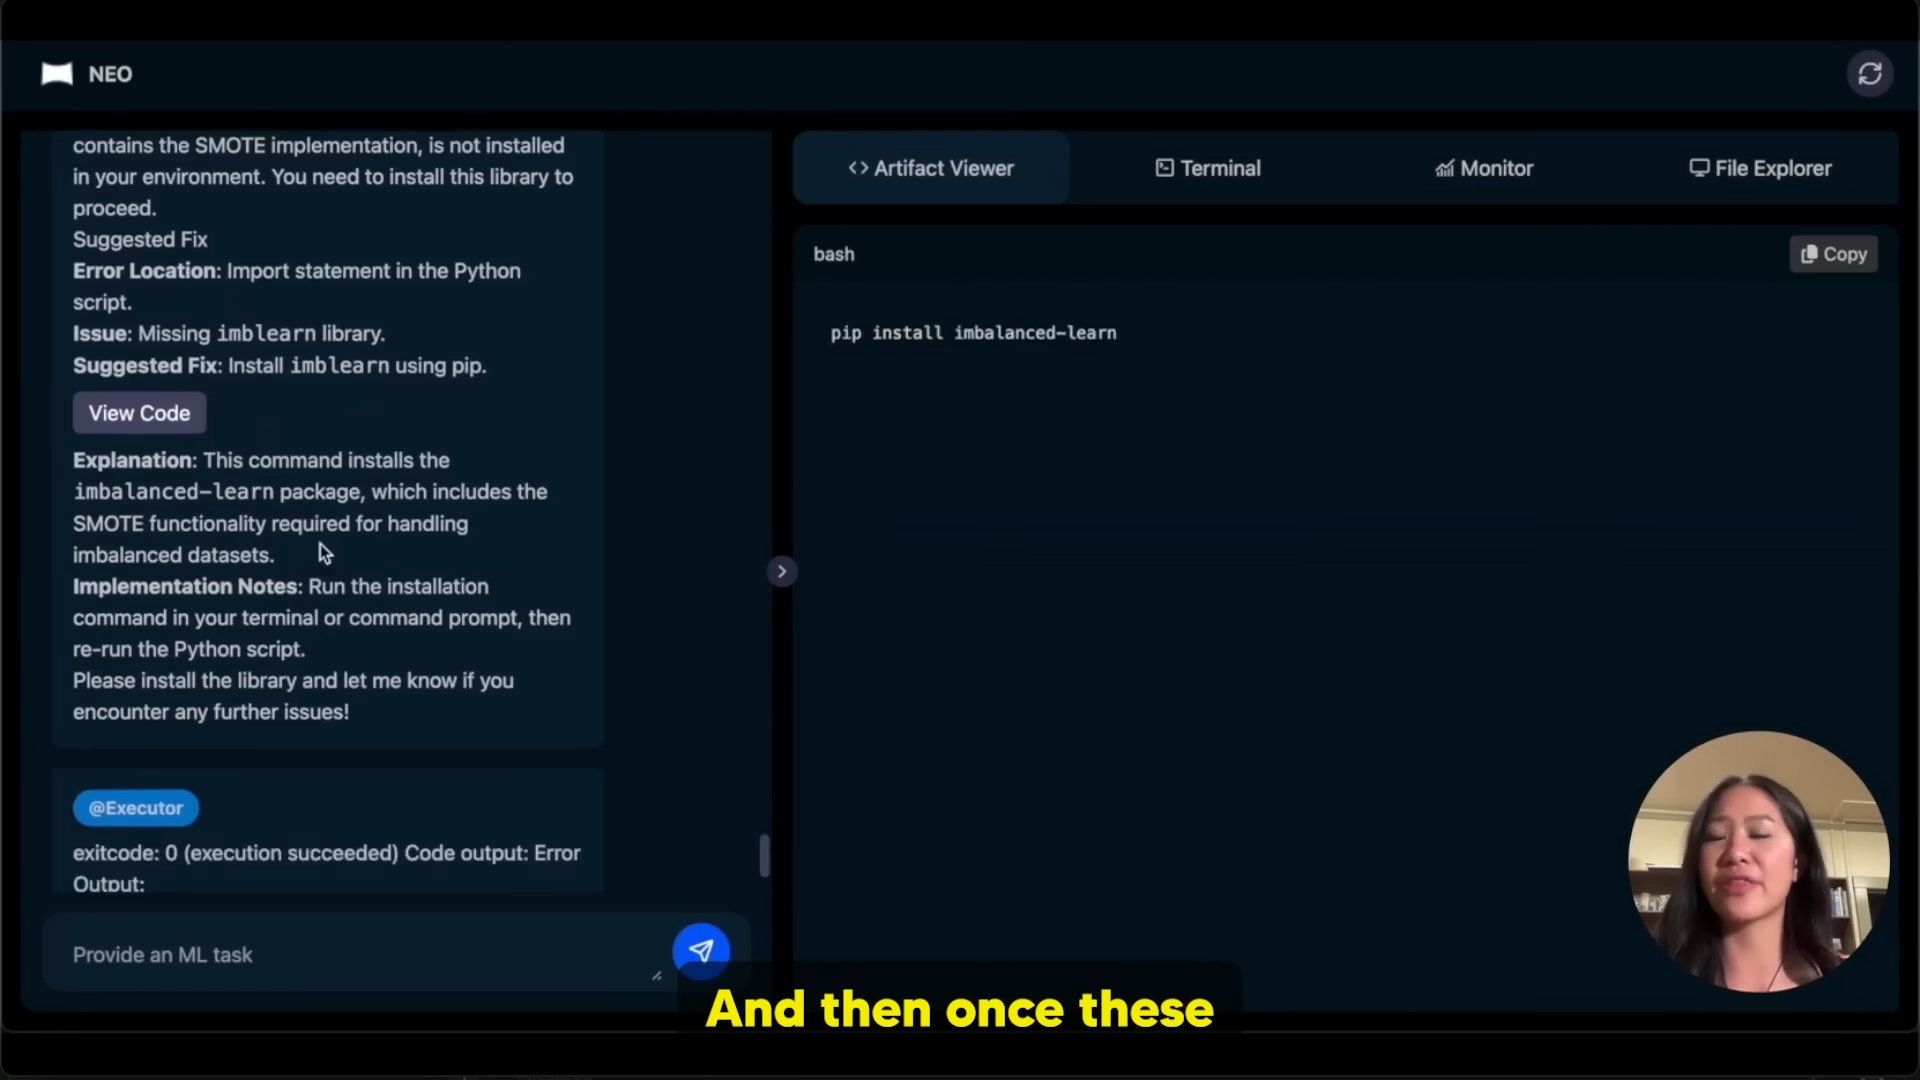 NEO
contains the SMOTE implementation, is not installed
in your environment. You need to install this library to
proceed.
Suggested Fix
Error Location: Import statement in the Python
script.
Issue: Missing imblearn library.
Suggested Fix: Install imblearn using pip.
View Code
Explanation: This command installs the
imbalanced-learn package, which includes the
SMOTE functionality required for handling
imbalanced datasets.
Implementation Notes: Run the installation
command in your terminal or command prompt, then
re-run the Python script.
Please install the library and let me know if you
encounter any further issues!
@Executor
exitcode: 0 (execution succeeded) Code output: Error
Output:
Provide an ML task
Artifact Viewer
Terminal
Monitor
File Explorer
bash
Copy
pip install imbalanced-learn
And then once these